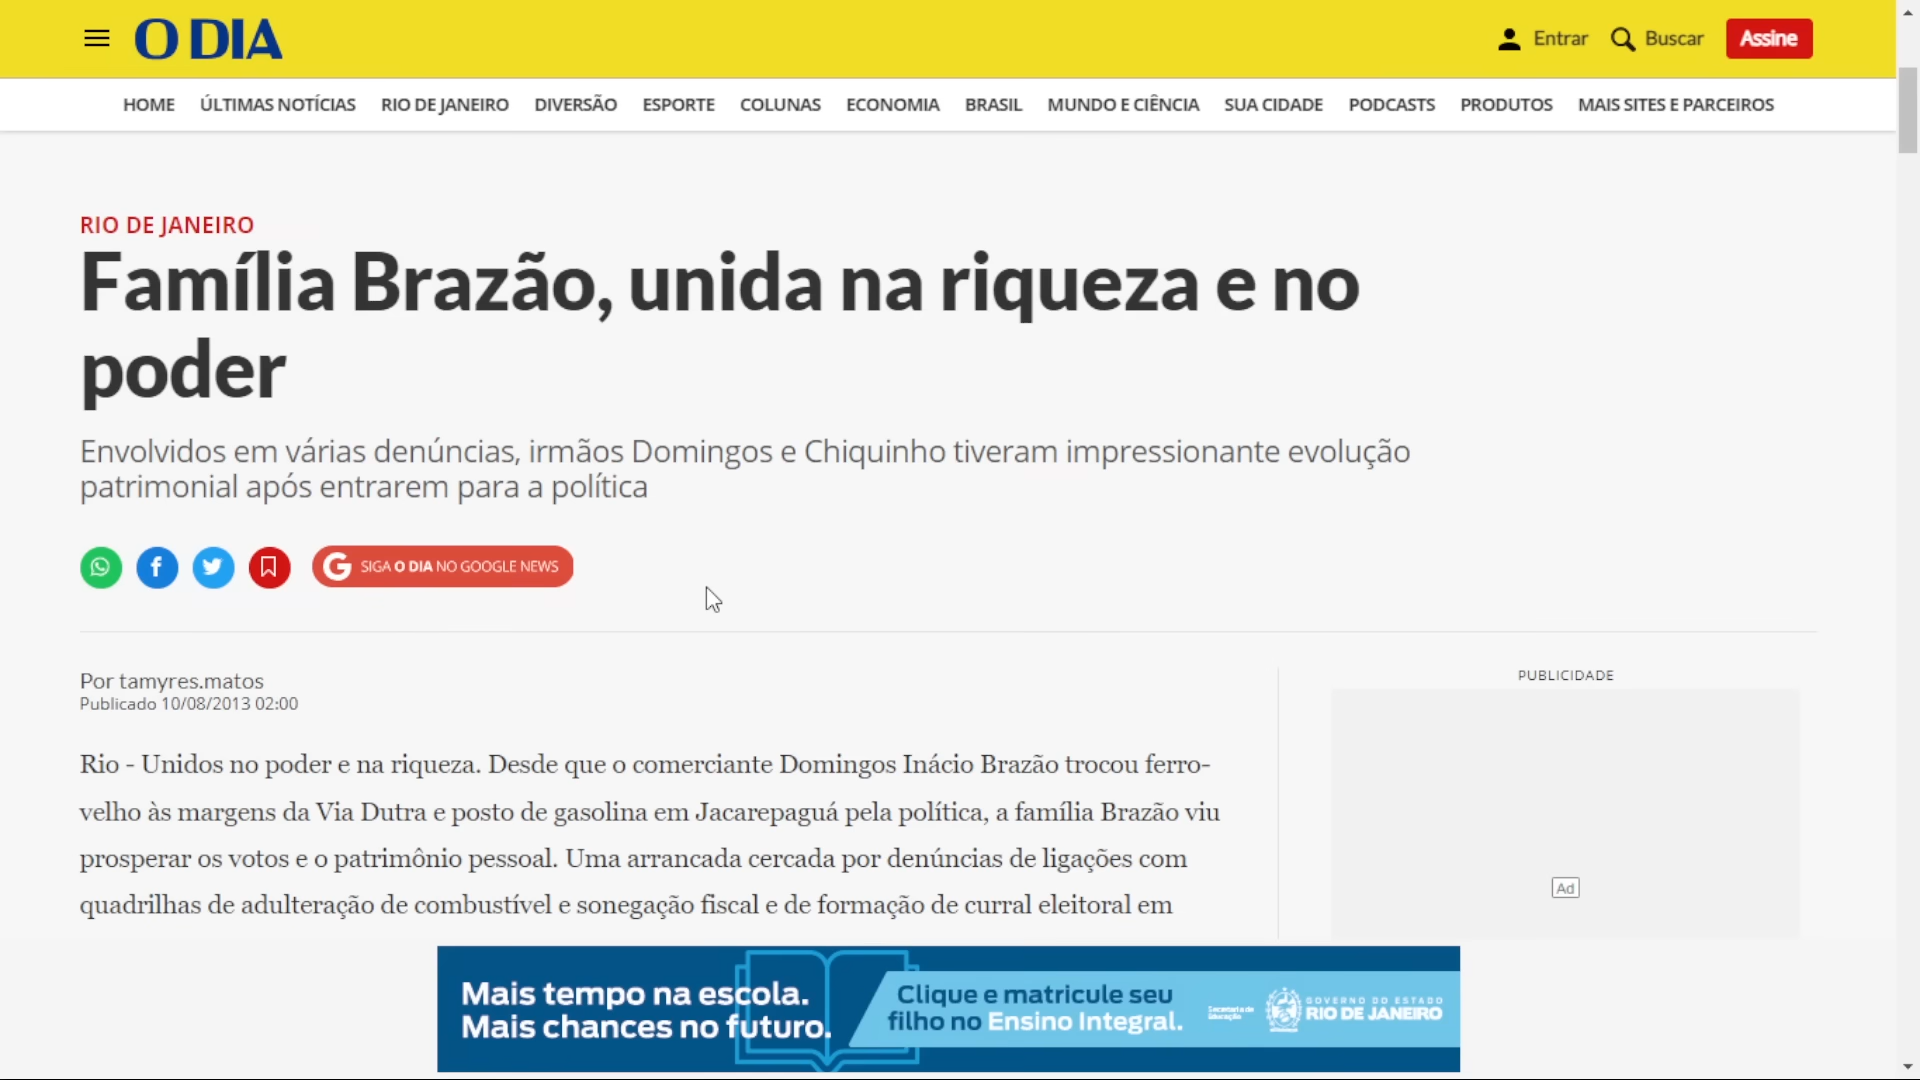 O DIA
Entrar
Buscar
Assine
HOME ÚLTIMAS NOTÍCIAS RIO DE JANEIRO DIVERSÃO ESPORTE COLUNAS ECONOMIA BRASIL MUNDO E CIÊNCIA SUA CIDADE PODCASTS PRODUTOS MAIS SITES E PARCEIROS
RIO DE JANEIRO
Família Brazão, unida na riqueza e no
poder
Envolvidos em várias denúncias, irmãos Domingos e Chiquinho tiveram impressionante evolução
patrimonial após entrarem para a política
SIGA O DIA NO GOOGLE NEWS
Por tamyres.matos
Publicado 10/08/2013 02:00
Rio - Unidos no poder e na riqueza. Desde que o comerciante Domingos Inácio Brazão trocou ferro-
velho às margens da Via Dutra e posto de gasolina em Jacarepaguá pela política, a família Brazão viu
prosperar os votos e o patrimônio pessoal. Uma arrancada cercada por denúncias de ligações com
quadrilhas de adulteração de combustível e sonegação fiscal e de formação de curral eleitoral em
PUBLICIDADE
Ad
Mais tempo na escola.
Mais chances no futuro.
Clique e matricule seu
filho no Ensino Integral.
Secretaria de
Educação
GOVERNO DO ESTADO
RIO DE JANEIRO